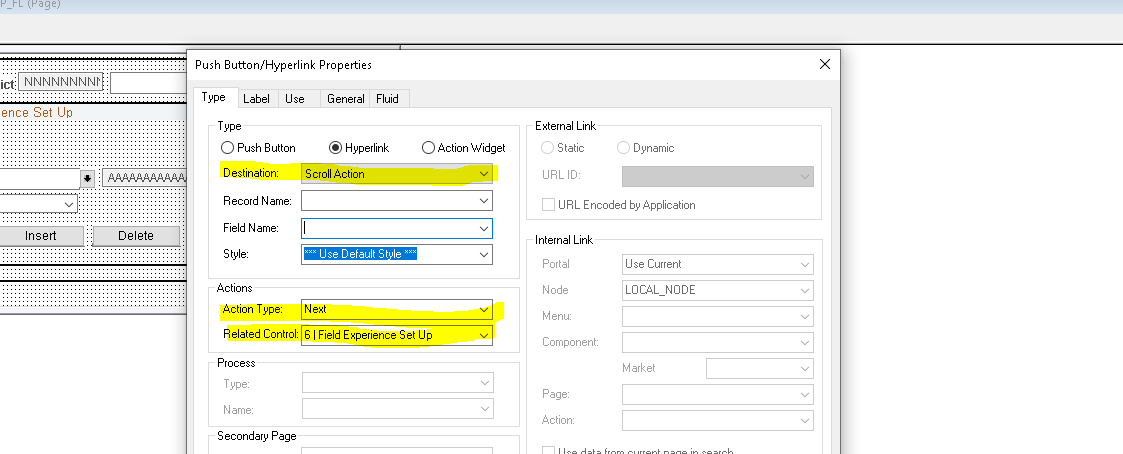 P_FL (Page)
Push Button/Hyperlink Properties
ict NNNNNNNNN
ence Set Up
AAAAAAAAAAA
Insert Delete
Type Label Use General Fluid
Type
Push Button Hyperlink Action Widget
Destination: Scroll Action
Record Name:
Field Name:
Style: *** Use Default Style ***
Actions
Action Type: Next
Related Control: 6 | Field Experience Set Up
Process
Type:
Name:
Secondary Page
External Link
Static Dynamic
URL ID:
URL Encoded by Application
Internal Link
Portal Use Current
Node LOCAL_NODE
Menu:
Component:
Market
Page:
Action:
Use data from current page in search